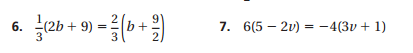 6. 1/3(2b + 9) = 2/3(b + 9/2)
7. 6(5 − 2v) = −4(3v + 1)